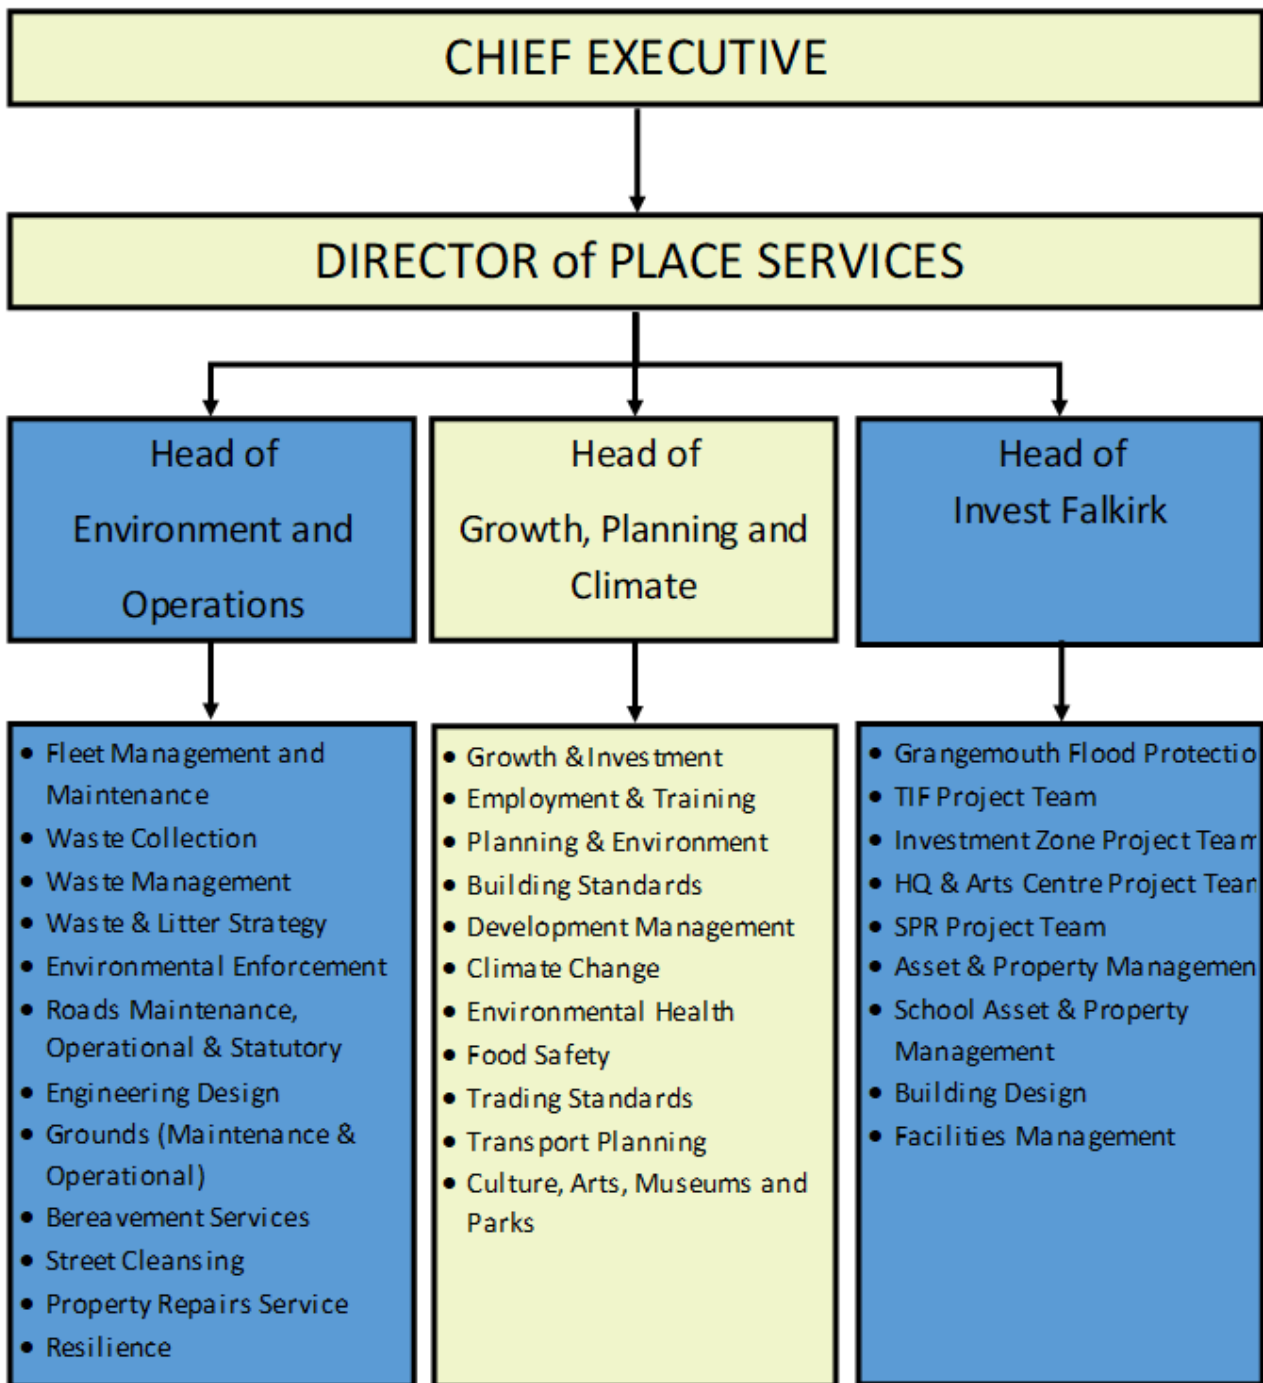 CHIEF EXECUTIVE
DIRECTOR of PLACE SERVICES
Head of
Environment and
Operations
Head of
Growth, Planning and
Climate
Head of
Invest Falkirk
• Fleet Management and
Maintenance
• Waste Collection
• Waste Management
• Waste & Litter Strategy
• Environmental Enforcement
• Roads Maintenance,
Operational & Statutory
• Engineering Design
• Grounds (Maintenance &
Operational)
• Bereavement Services
• Street Cleansing
• Property Repairs Service
• Resilience
• Growth & Investment
• Employment & Training
• Planning & Environment
• Building Standards
• Development Management
• Climate Change
• Environmental Health
• Food Safety
• Trading Standards
• Transport Planning
• Culture, Arts, Museums and
Parks
• Grangemouth Flood Protectio
• TIF Project Team
• Investment Zone Project Team
• HQ & Arts Centre Project Team
• SPR Project Team
• Asset & Property Managemen
• School Asset & Property
Management
• Building Design
• Facilities Management